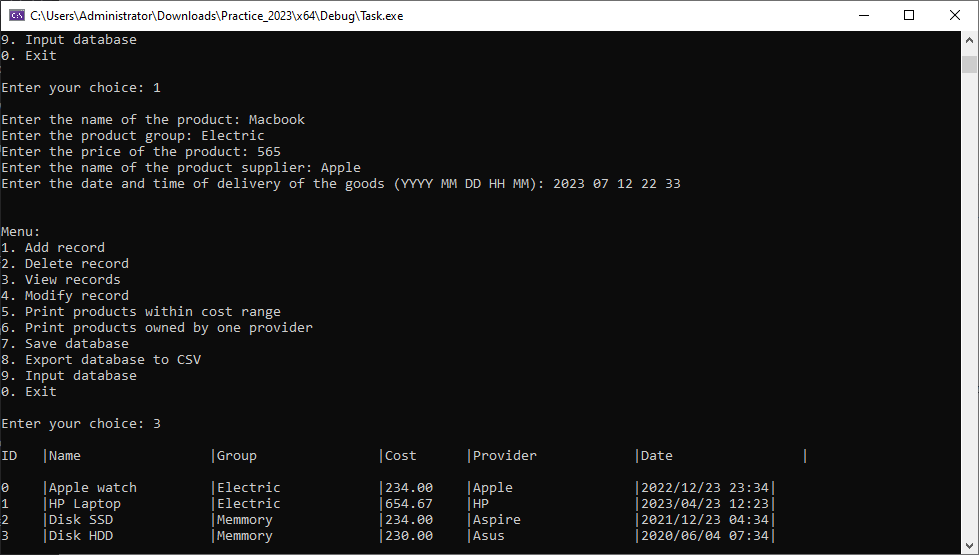 C:\Users\Administrator\Downloads\Practice_2023\x64\Debug\Task.exe
9. Input database
0. Exit
Enter your choice: 1
Enter the name of the product: Macbook
Enter the product group: Electric
Enter the price of the product: 565
Enter the name of the product supplier: Apple
Enter the date and time of delivery of the goods (YYYY MM DD HH MM): 2023 07 12 22 33
Menu:
1. Add record
2. Delete record
3. View records
4. Modify record
5. Print products within cost range
6. Print products owned by one provider
7. Save database
8. Export database to CSV
9. Input database
0. Exit
Enter your choice: 3
ID |Name |Group |Cost |Provider |Date |
0 |Apple watch |Electric |234.00 |Apple |2022/12/23 23:34|
1 |HP Laptop |Electric |654.67 |HP |2023/04/23 12:23|
2 |Disk SSD |Memmory |234.00 |Aspire |2021/12/23 04:34|
3 |Disk HDD |Memmory |230.00 |Asus |2020/06/04 07:34|